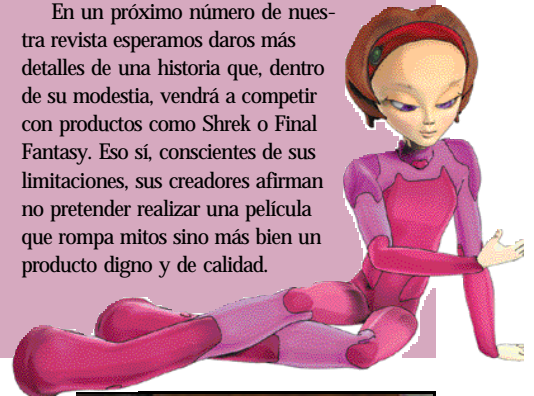 En un próximo número de nues-
tra revista esperamos daros más
detalles de una historia que, dentro
de su modestia, vendrá a competir
con productos como Shrek o Final
Fantasy. Eso sí, conscientes de sus
limitaciones, sus creadores afirman
no pretender realizar una película
que rompa mitos sino más bien un
producto digno y de calidad.